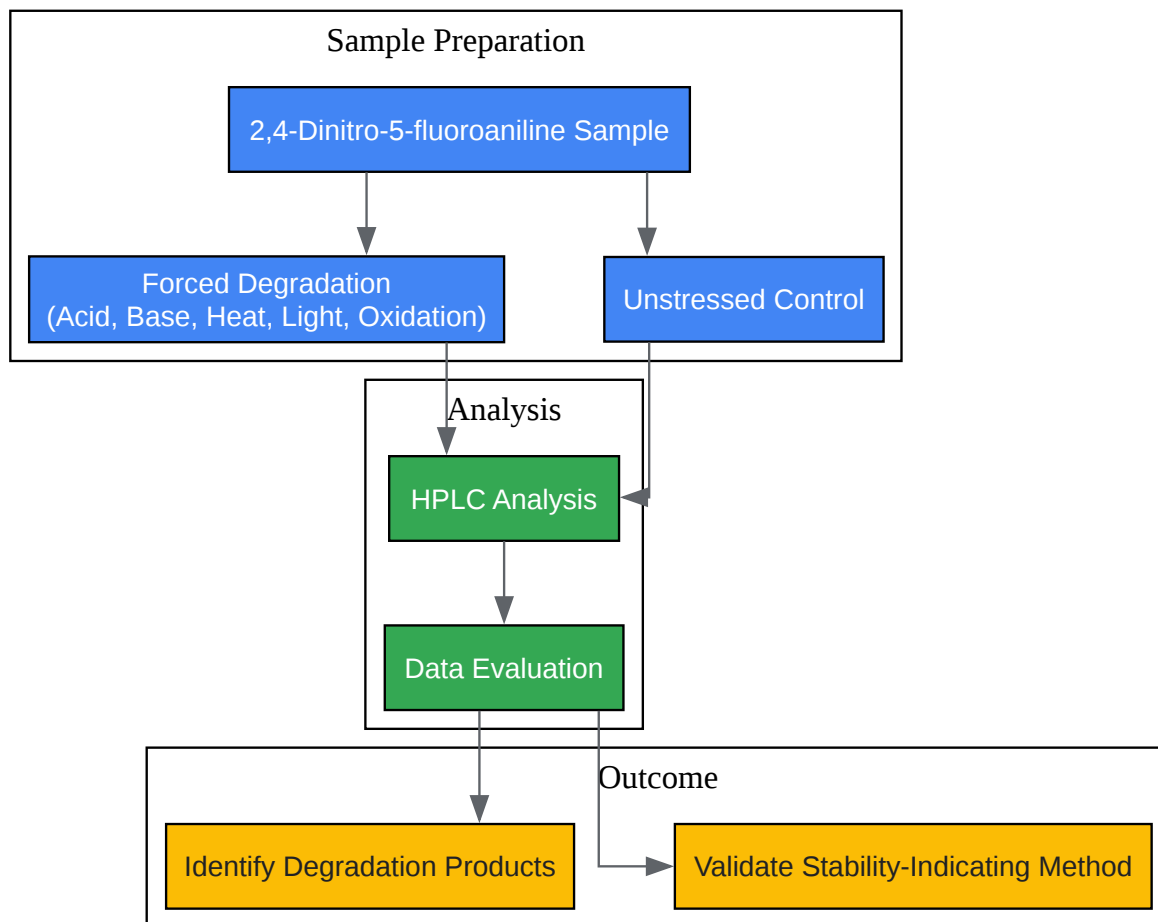 Sample Preparation
2,4-Dinitro-5-fluoroaniline Sample
Forced Degradation
(Acid, Base, Heat, Light, Oxidation)
Unstressed Control
Analysis
HPLC Analysis
Data Evaluation
Outcome
Identify Degradation Products
Validate Stability-Indicating Method